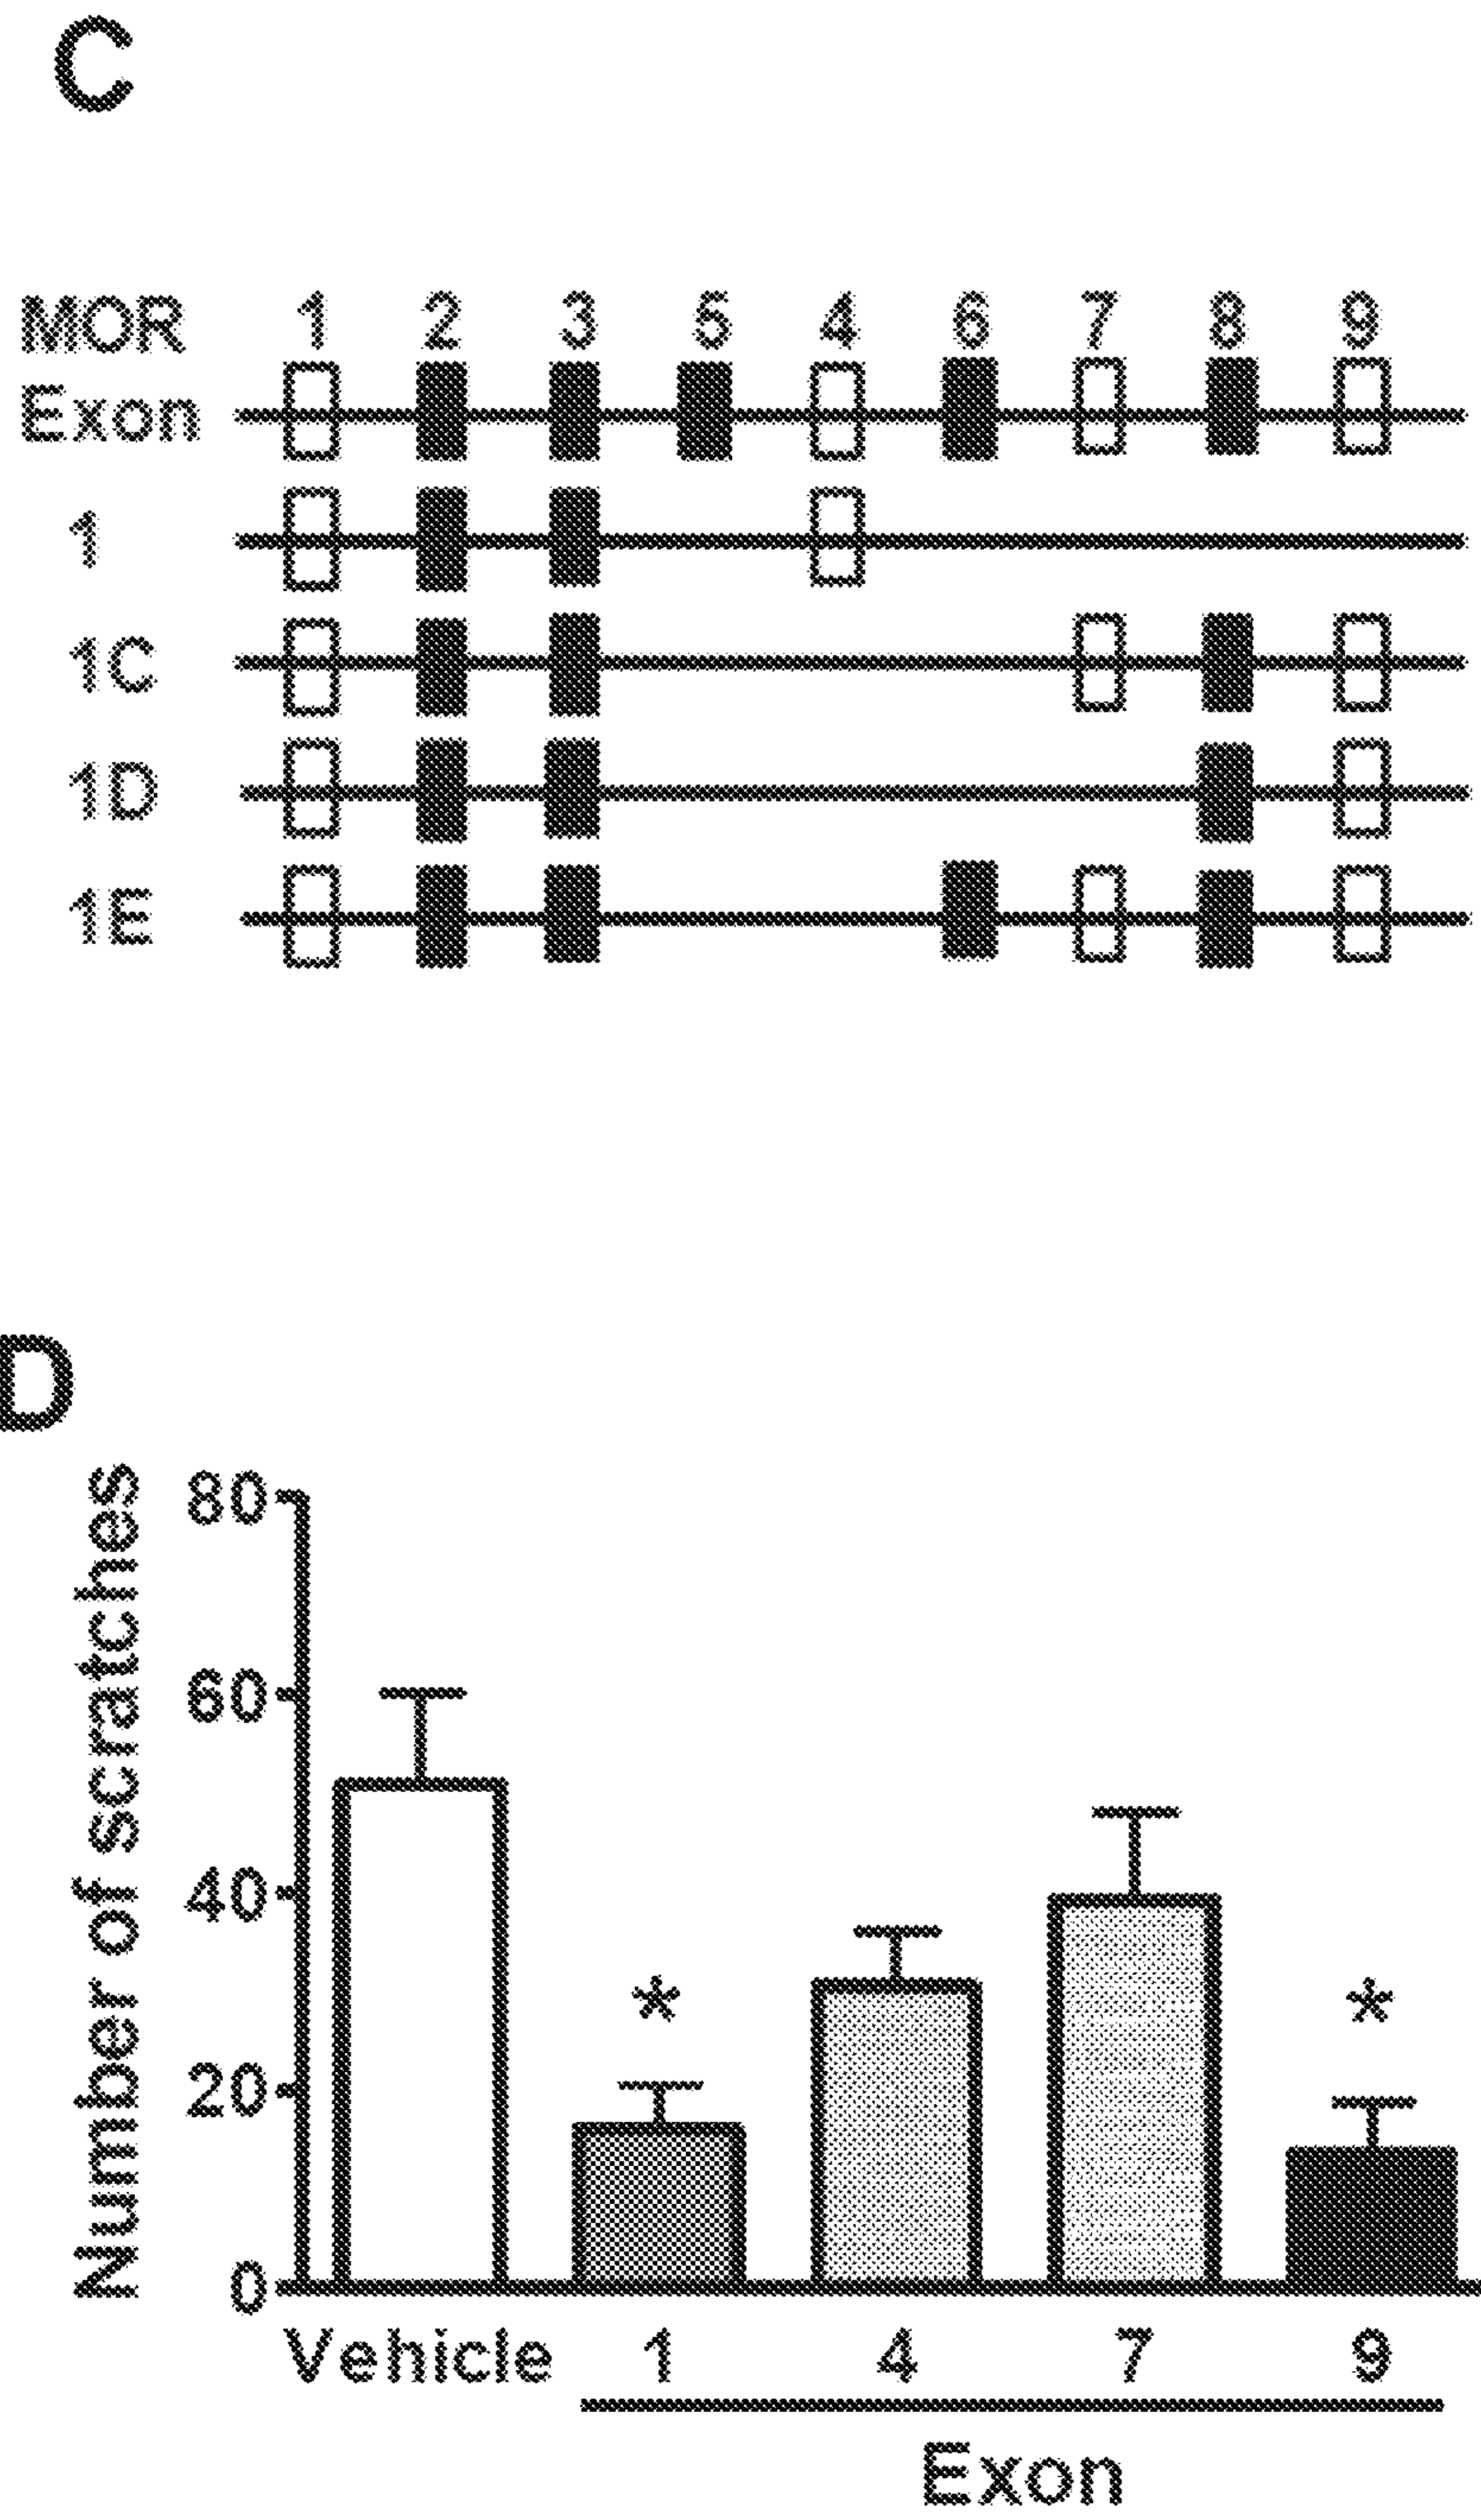 C
MOR 1 2 3 5 4 6 7 8 9
Exon
1
1C
1D
1E
D
Number of scratches
80
60
40
20
0
* *
Vehicle 1 4 7 9
Exon